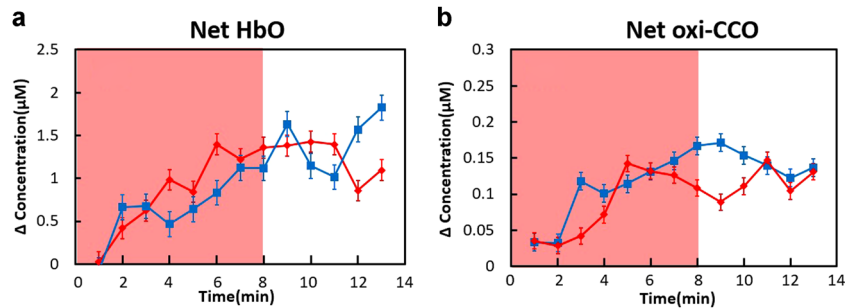 a
Net HbO
Δ Concentration(µM)
2.5
2
1.5
1
0.5
0
0 2 4 6 8 10 12 14
Time(min)
b
Net oxi-CCO
Δ Concentration(µM)
0.3
0.25
0.2
0.15
0.1
0.05
0
0 2 4 6 8 10 12 14
Time(min)